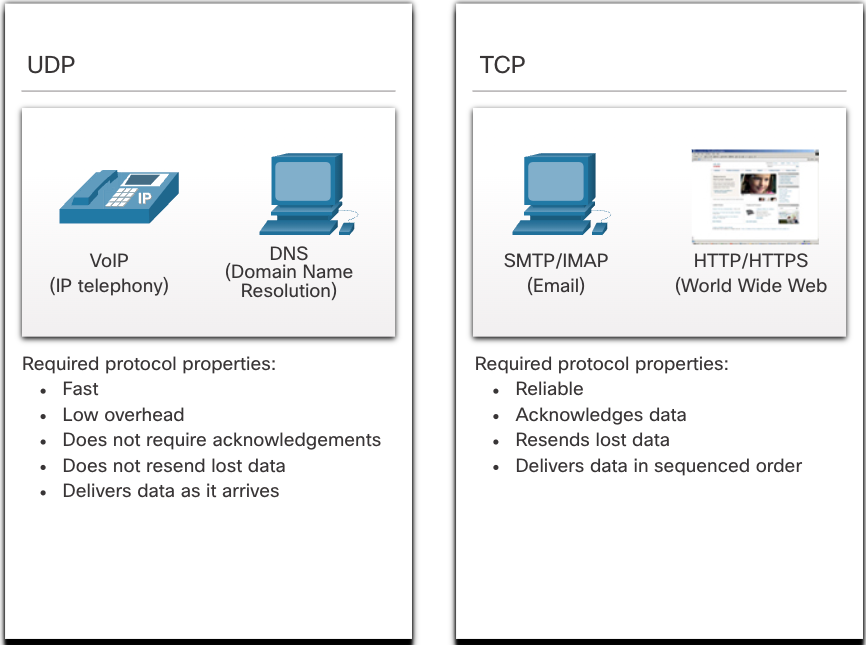 UDP
IP
VoIP
(IP telephony)
DNS
(Domain Name
Resolution)
Required protocol properties:
• Fast
• Low overhead
• Does not require acknowledgements
• Does not resend lost data
• Delivers data as it arrives
TCP
SMTP/IMAP
(Email)
HTTP/HTTPS
(World Wide Web
Required protocol properties:
• Reliable
• Acknowledges data
• Resends lost data
• Delivers data in sequenced order